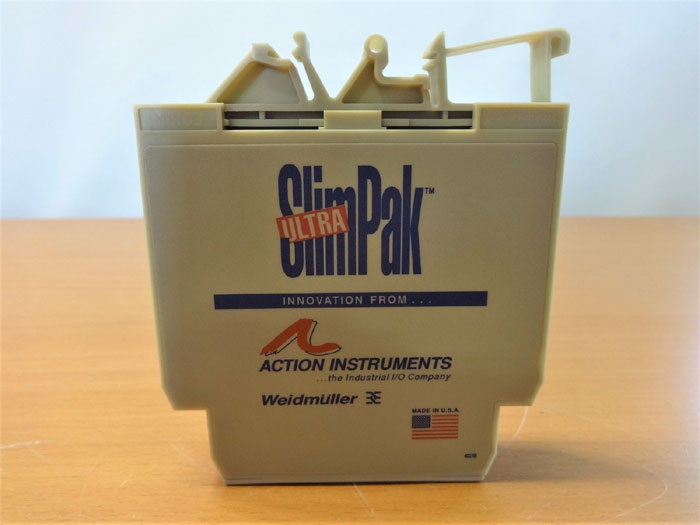 SlimPak™
ULTRA
INNOVATION FROM . . .
ACTION INSTRUMENTS
...the Industrial I/O Company
Weidmüller
MADE IN U.S.A.